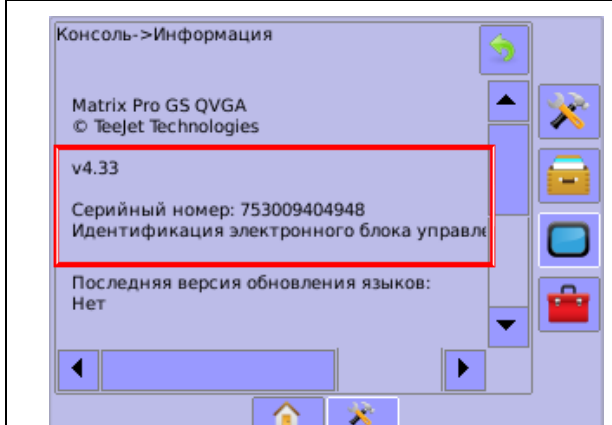 Консоль->Информация
Matrix Pro GS QVGA
© TeeJet Technologies
v4.33
Серийный номер: 753009404948
Идентификация электронного блока управле
Последняя версия обновления языков:
Нет